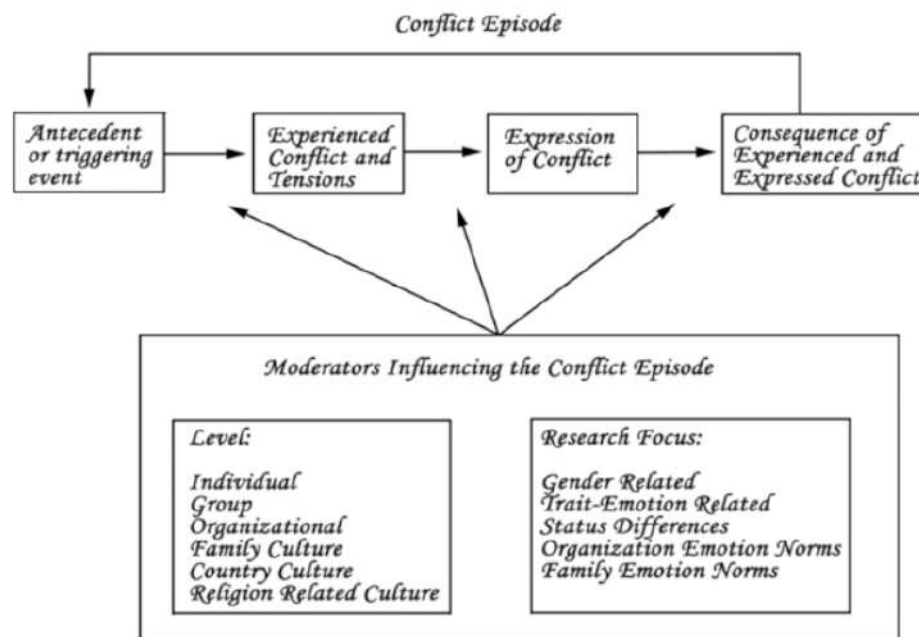 Conflict Episode
Antecedent
or triggering
event
Experienced
Conflict and
Tensions
Expression
of Conflict
Consequence of
Experienced and
Expressed Conflict
Moderators Influencing the Conflict Episode
Level:
Individual
Group
Organizational
Family Culture
Country Culture
Religion Related Culture
Research Focus:
Gender Related
Trait-Emotion Related
Status Differences
Organization Emotion Norms
Family Emotion Norms